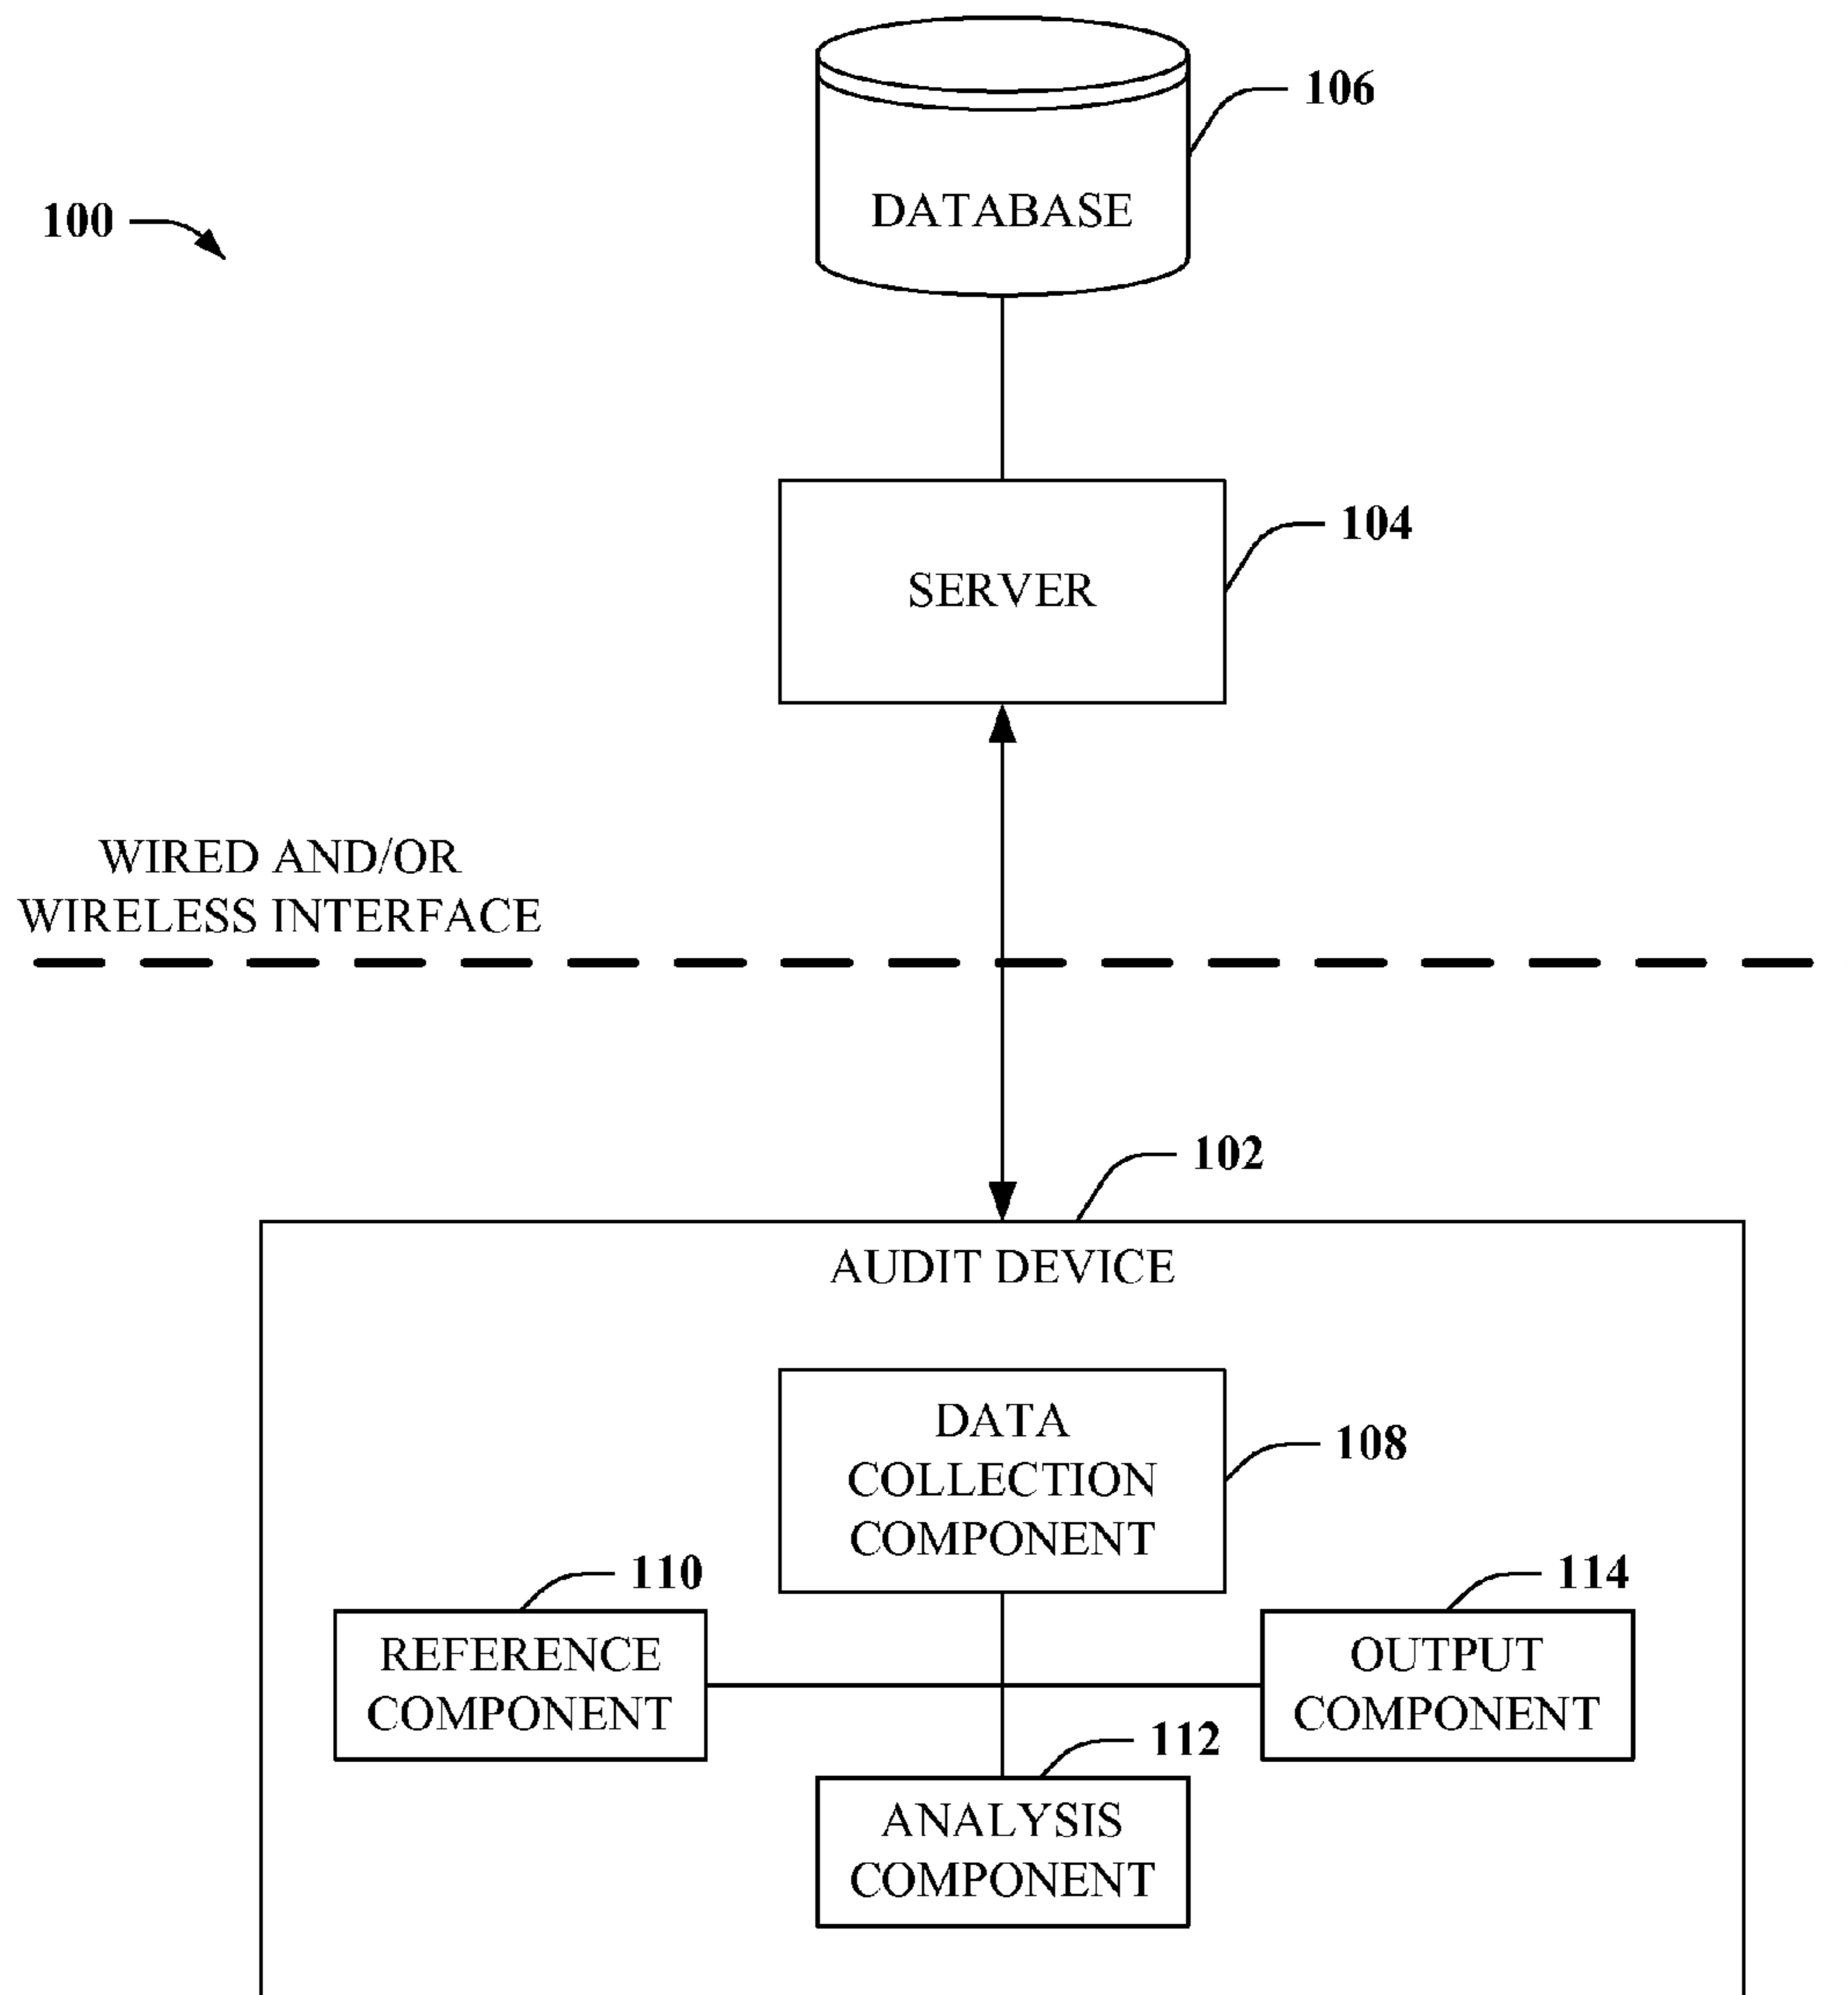 106
DATABASE
100
104
SERVER
WIRED AND/OR
WIRELESS INTERFACE
102
AUDIT DEVICE
DATA
COLLECTION
COMPONENT
108
110
REFERENCE
COMPONENT
114
OUTPUT
COMPONENT
112
ANALYSIS
COMPONENT